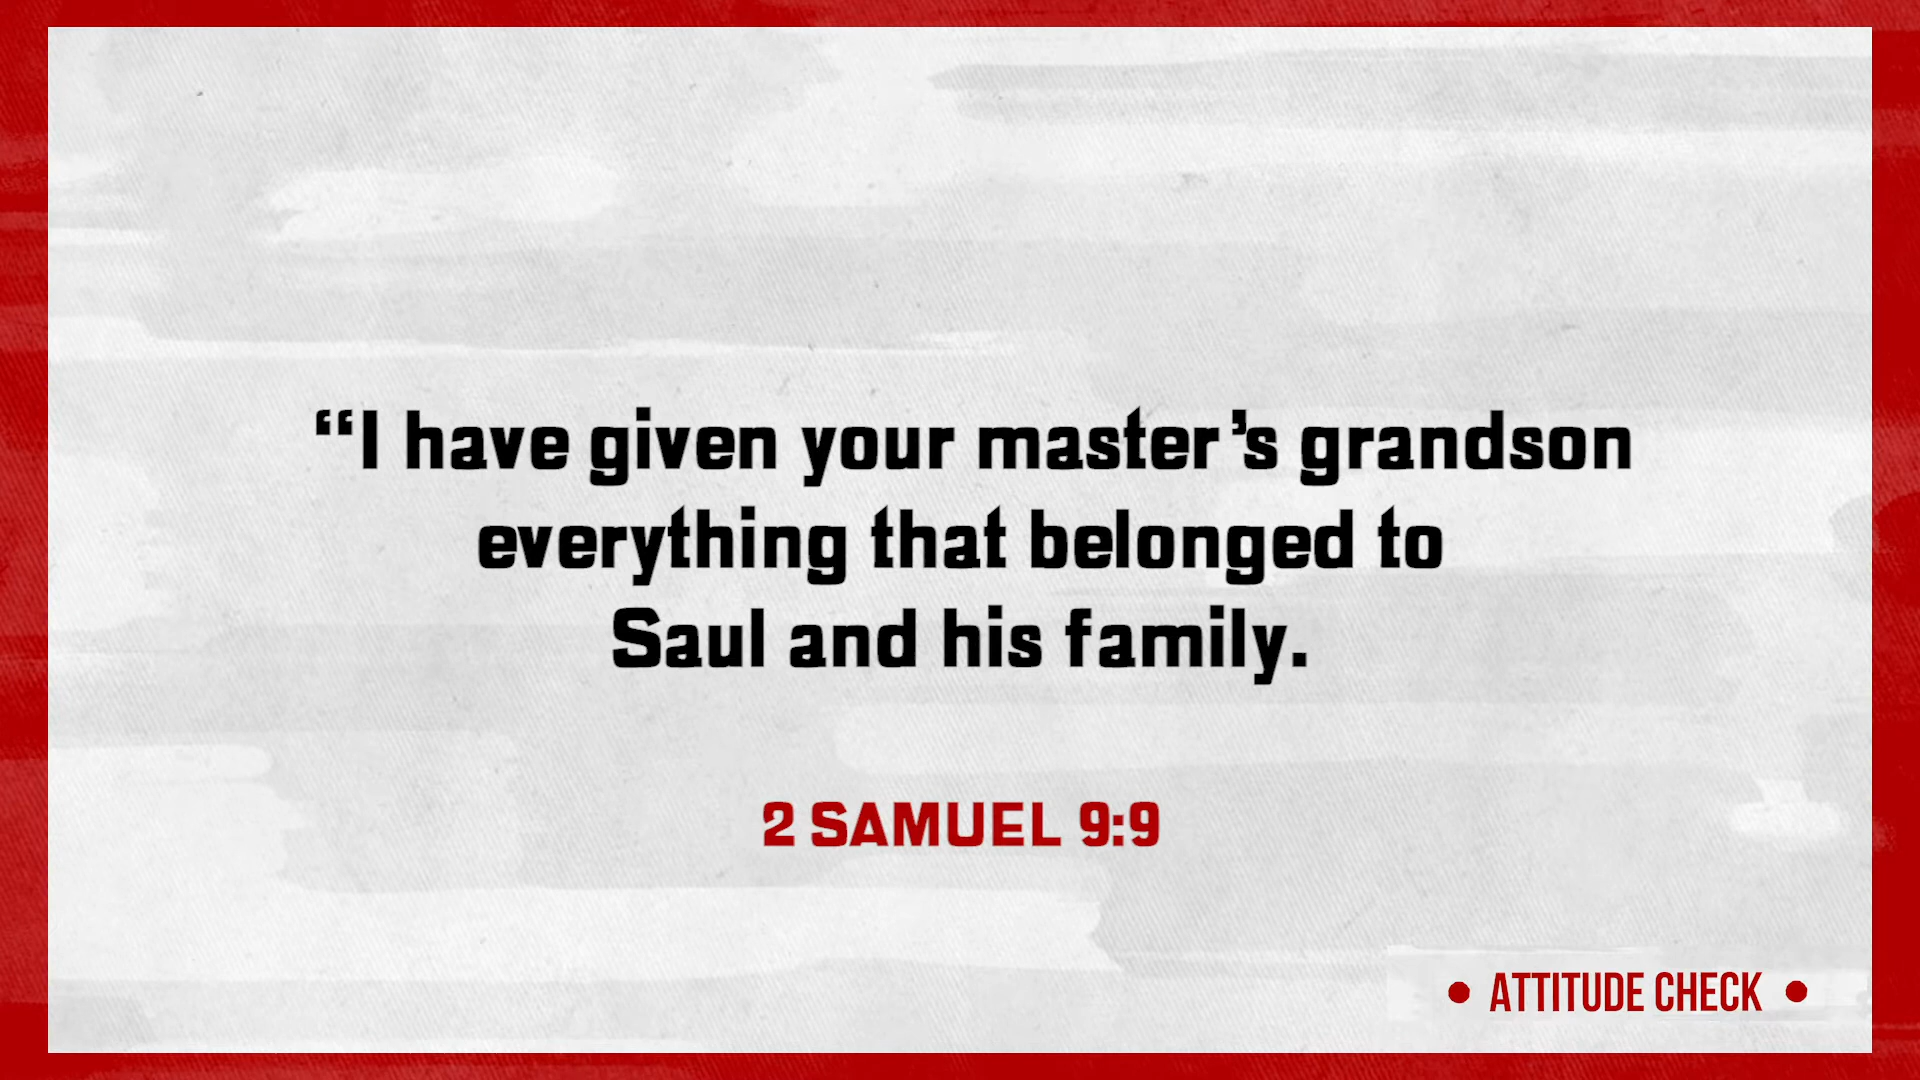 “I have given your master’s grandson
everything that belonged to
Saul and his family.
2 SAMUEL 9:9
• ATTITUDE CHECK •